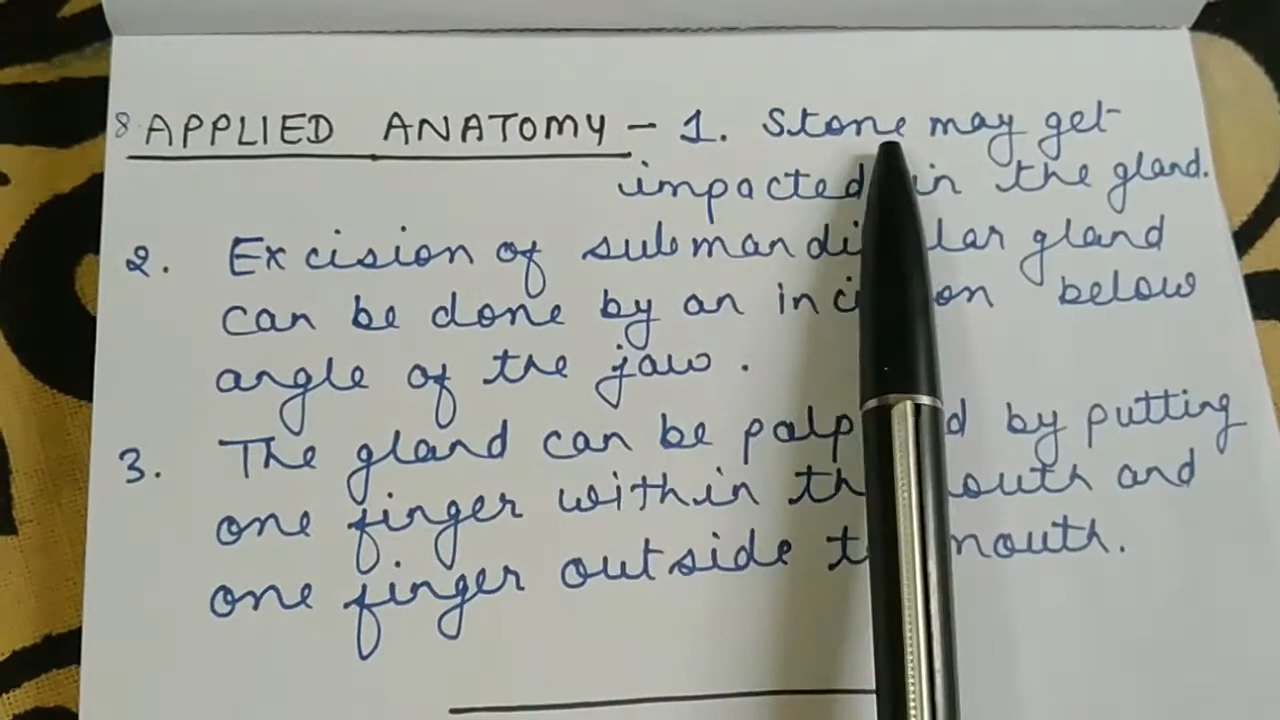 8. APPLIED ANATOMY - 1. Stone may get
impacted in the gland.
2. Excision of submandi lar gland
can be done by an inci on below
angle of the jaw.
3. The gland can be palp d by putting
one finger within th outh and
one finger outside t mouth.